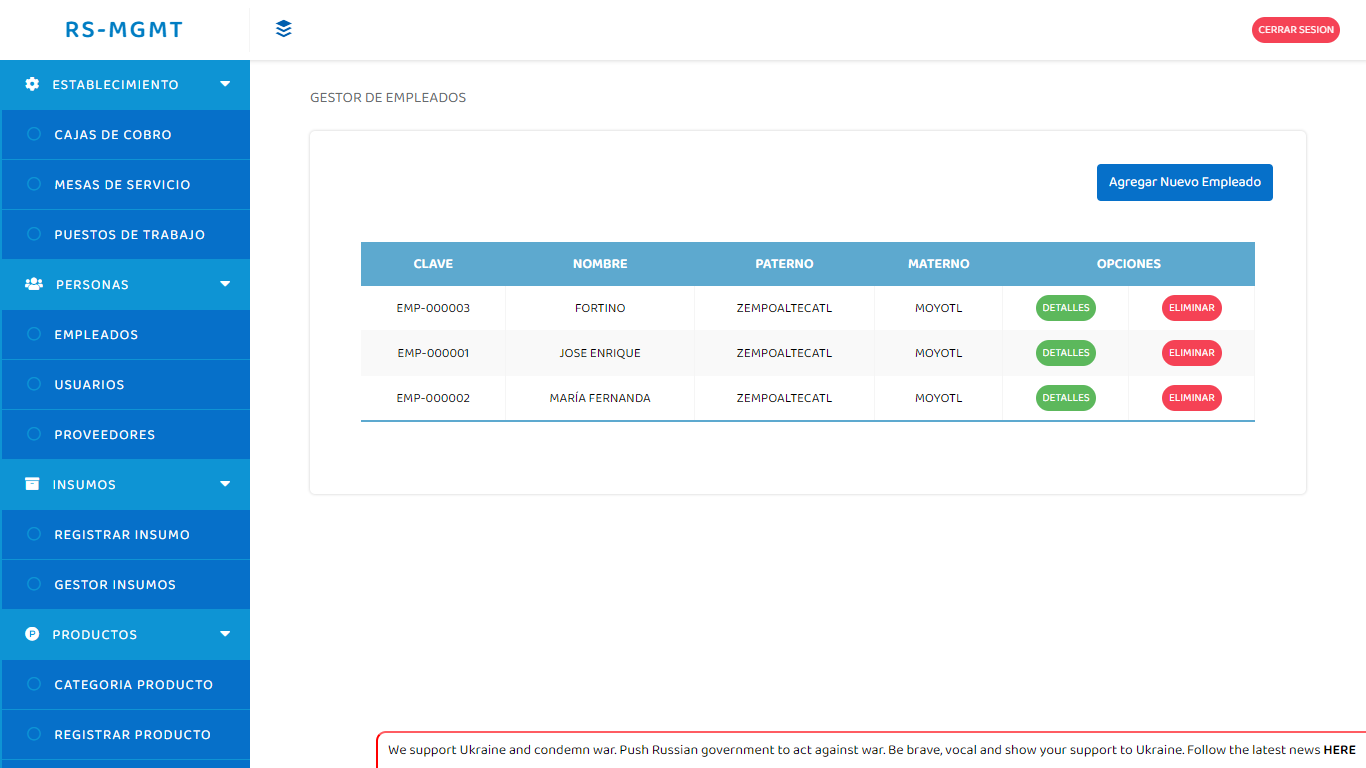 RS-MGMT
CERRAR SESION
ESTABLECIMIENTO
CAJAS DE COBRO
MESAS DE SERVICIO
PUESTOS DE TRABAJO
PERSONAS
EMPLEADOS
USUARIOS
PROVEEDORES
INSUMOS
REGISTRAR INSUMO
GESTOR INSUMOS
P PRODUCTOS
CATEGORIA PRODUCTO
REGISTRAR PRODUCTO
GESTOR DE EMPLEADOS
Agregar Nuevo Empleado
CLAVE NOMBRE PATERNO MATERNO OPCIONES
EMP-000003 FORTINO ZEMPOALTECATL MOYOTL DETALLES ELIMINAR
EMP-000001 JOSE ENRIQUE ZEMPOALTECATL MOYOTL DETALLES ELIMINAR
EMP-000002 MARÍA FERNANDA ZEMPOALTECATL MOYOTL DETALLES ELIMINAR
We support Ukraine and condemn war. Push Russian government to act against war. Be brave, vocal and show your support to Ukraine. Follow the latest news HERE